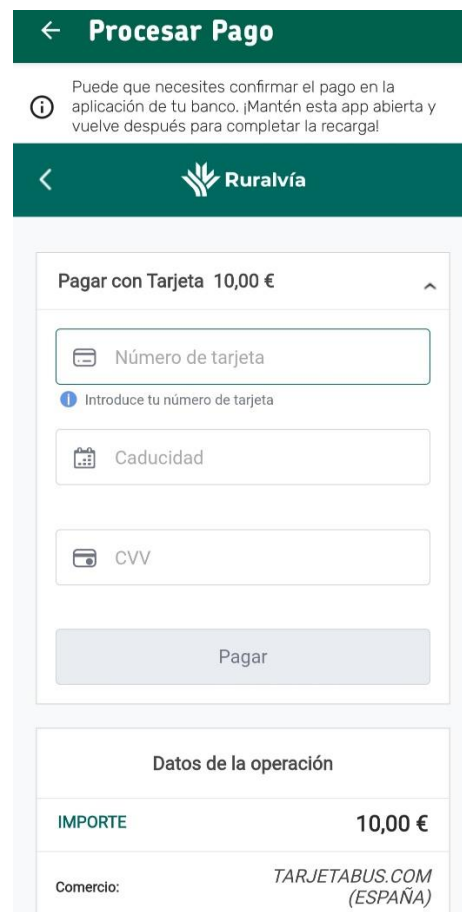 Procesar Pago
Puede que necesites confirmar el pago en la
aplicación de tu banco. ¡Mantén esta app abierta y
vuelve después para completar la recarga!
Ruralvía
Pagar con Tarjeta 10,00 €
Número de tarjeta
Introduce tu número de tarjeta
Caducidad
CVV
Pagar
Datos de la operación
IMPORTE 10,00 €
Comercio: TARJETABUS.COM
(ESPAÑA)